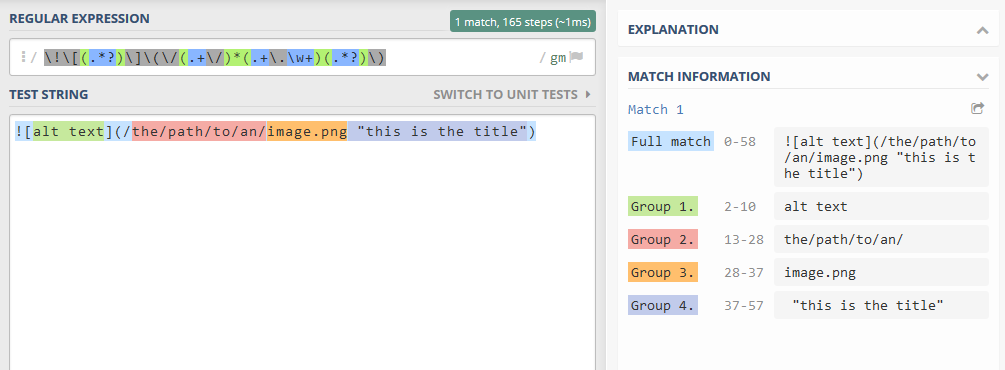 REGULAR EXPRESSION
1 match, 165 steps (~1ms)
/ \!\[(.*?)\]\(\/(.+\/)*(.+\.\w+)(.*?)\) / gm
TEST STRING
SWITCH TO UNIT TESTS
![alt text](/the/path/to/an/image.png "this is the title")
EXPLANATION
MATCH INFORMATION
Match 1
Full match 0-58 ![alt text](/the/path/to
/an/image.png "this is t
he title")
Group 1. 2-10 alt text
Group 2. 13-28 the/path/to/an/
Group 3. 28-37 image.png
Group 4. 37-57 "this is the title"